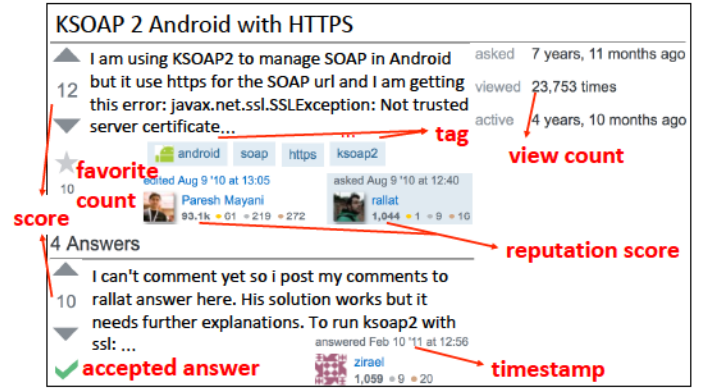 KSOAP 2 Android with HTTPS
I am using KSOAP2 to manage SOAP in Android
12
but it use https for the SOAP url and I am getting
this error: javax.net.ssl.SSLException: Not trusted
server certificate...
asked 7 years, 11 months ago
viewed 23,753 times
active 4 years, 10 months ago
...
tag
view count
android soap https ksoap2
favorite
count
10
edited Aug 9 '10 at 13:05
Paresh Mayani
93.1k 61 219 272
asked Aug 9 '10 at 12:40
rallat
1,044 1 9 16
score
reputation score
4 Answers
I can't comment yet so i post my comments to
10
rallat answer here. His solution works but it
needs further explanations. To run ksoap2 with
ssl: ...
answered Feb 10 '11 at 12:56
zirael
1,059 9 20
accepted answer
timestamp